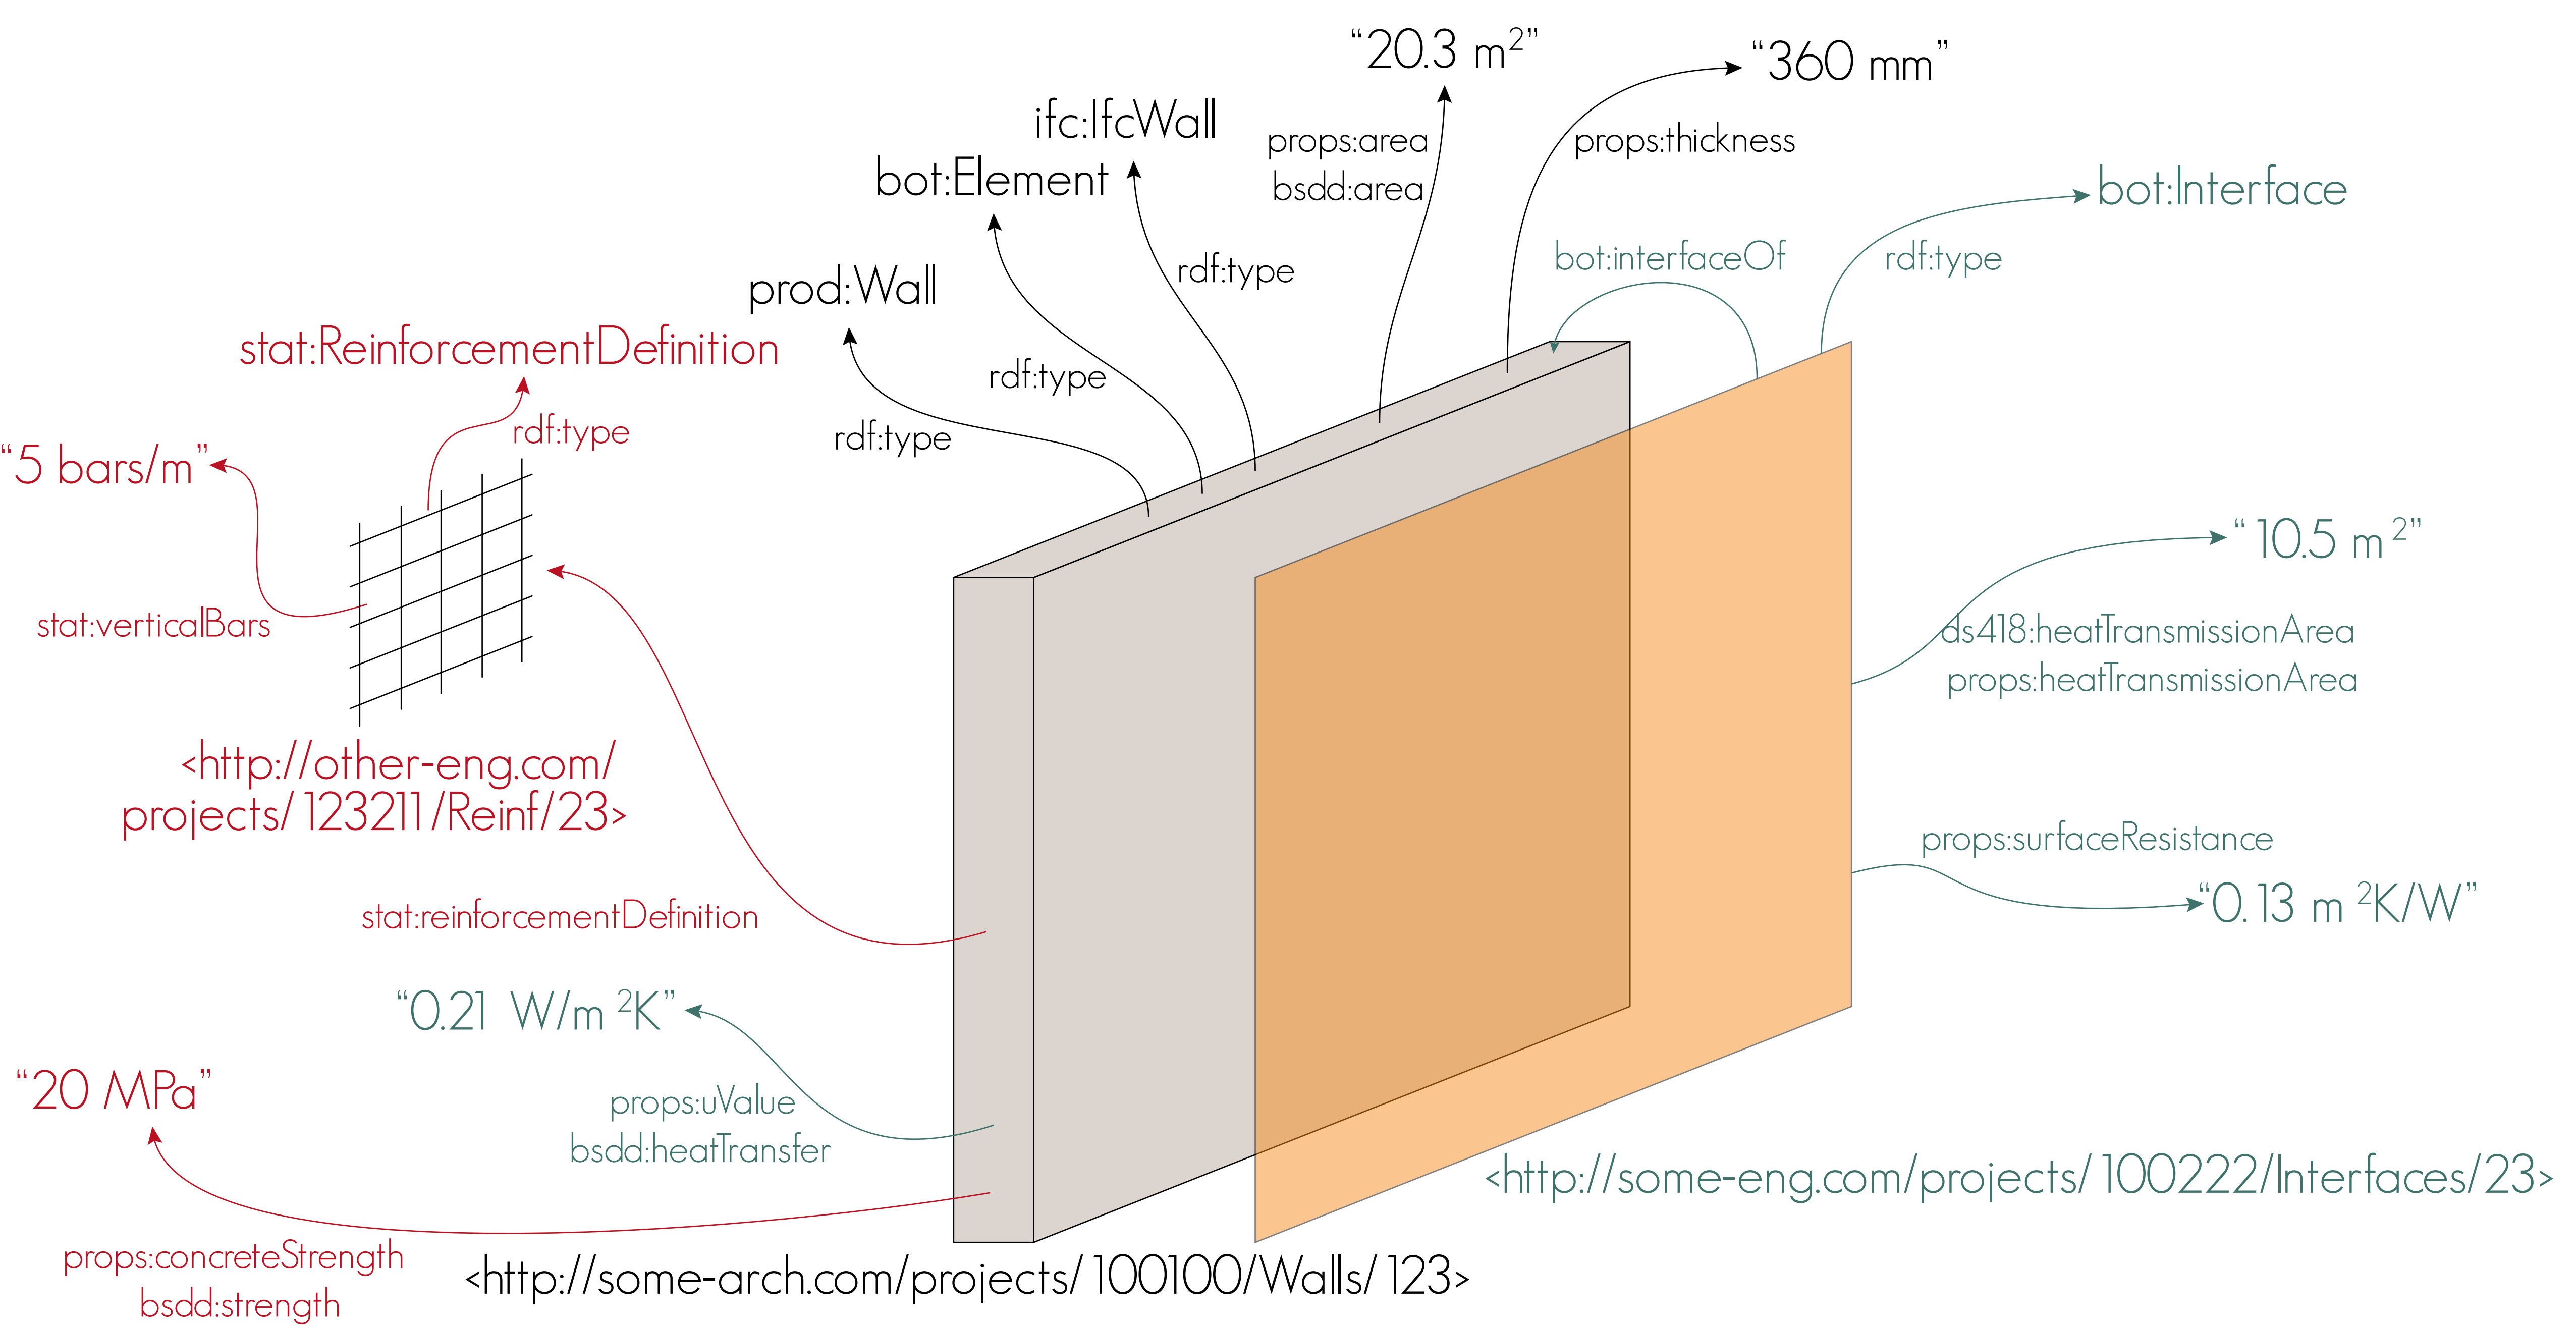 “20.3 m²”
“360 mm”
ifc:IfcWall
props:area
bsdd:area
props:thickness
bot:Element
bot:Interface
rdf:type
bot:interfaceOf
rdf:type
prod:Wall
rdf:type
rdf:type
stat:ReinforcementDefinition
rdf:type
“5 bars/m”
stat:verticalBars
“10.5 m²”
ds418:heatTransmissionArea
props:heatTransmissionArea
<http://other-eng.com/
projects/123211/Reinf/23>
props:surfaceResistance
“0.13 m²K/W”
stat:reinforcementDefinition
“0.21 W/m²K”
“20 MPa”
props:uValue
bsdd:heatTransfer
<http://some-eng.com/projects/100222/Interfaces/23>
props:concreteStrength
bsdd:strength
<http://some-arch.com/projects/100100/Walls/123>